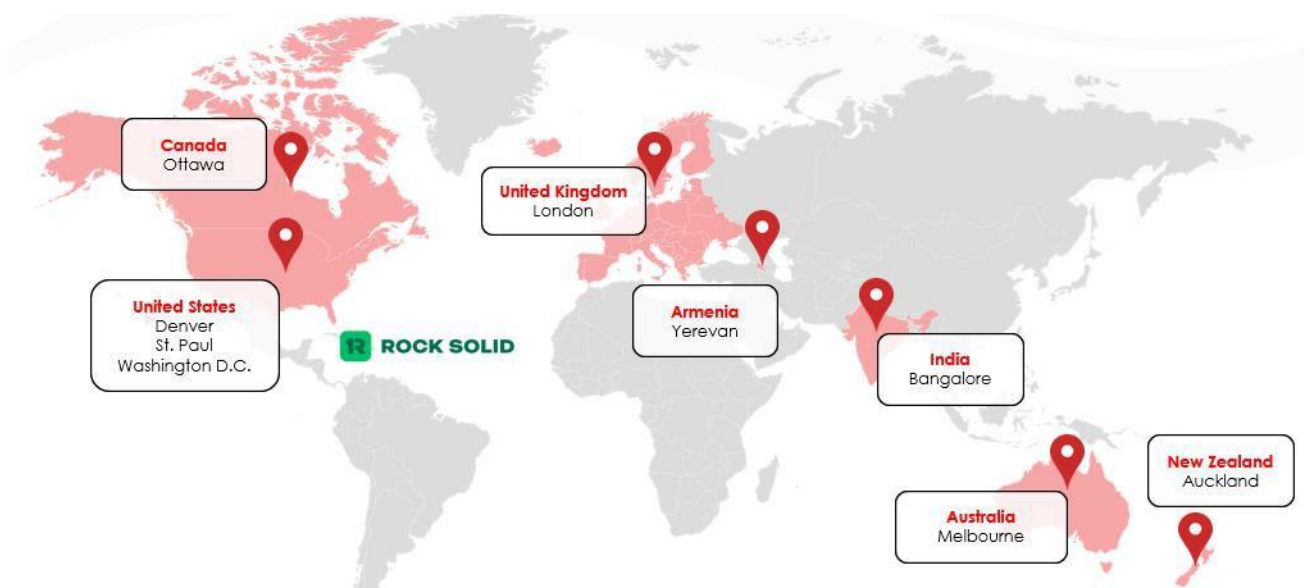 Canada
Ottawa
United Kingdom
London
United States
Denver
St. Paul
Washington D.C.
Armenia
Yerevan
ROCK SOLID
India
Bangalore
New Zealand
Auckland
Australia
Melbourne